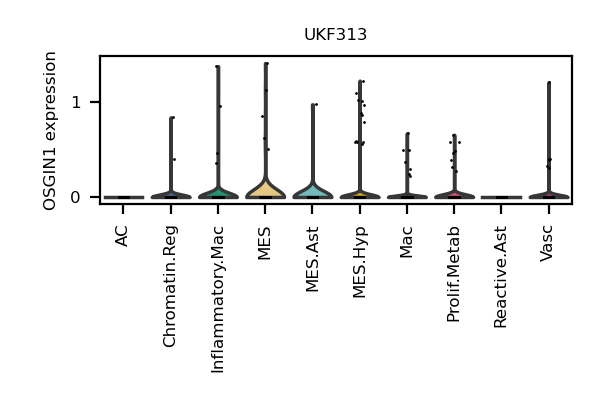 UKF313
OSGIN1 expression
1
0
AC
Chromatin.Reg
Inflammatory.Mac
MES
MES.Ast
MES.Hyp
Mac
Prolif.Metab
Reactive.Ast
Vasc